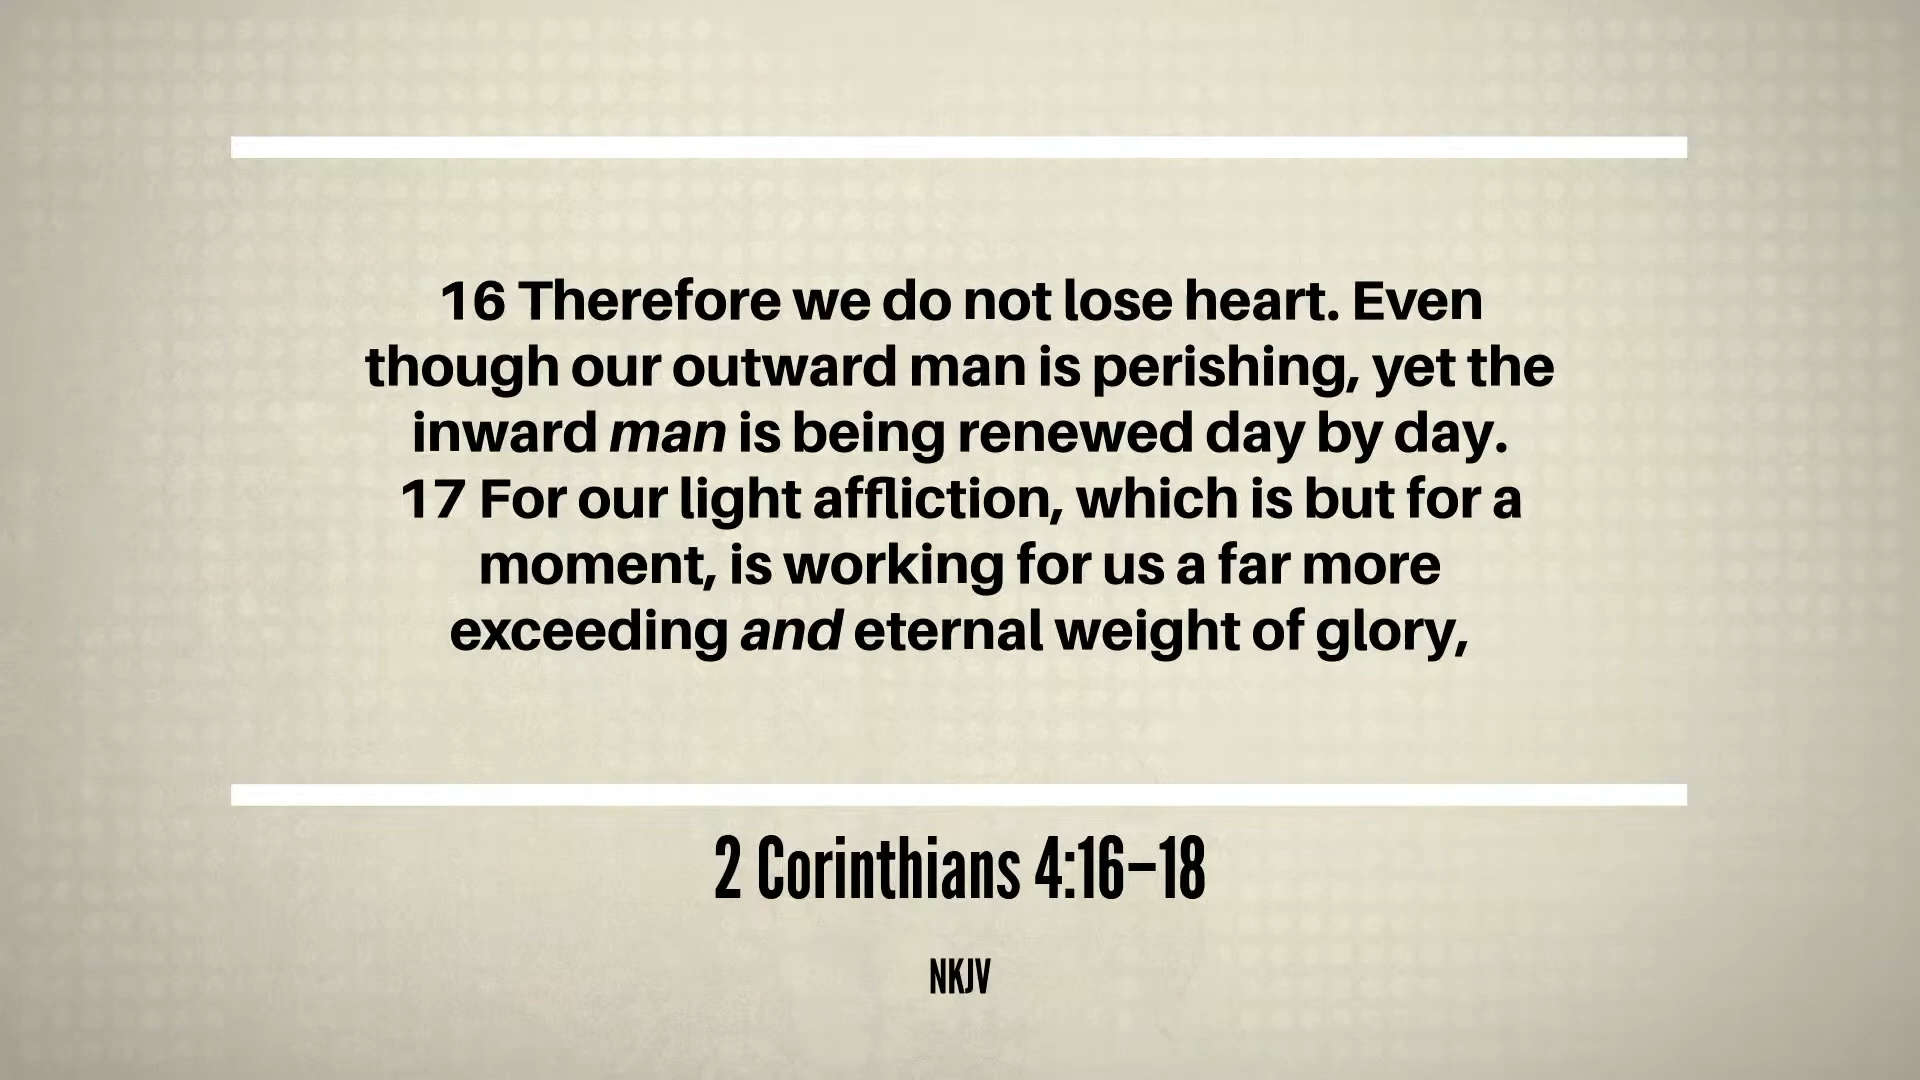 16 Therefore we do not lose heart. Even
though our outward man is perishing, yet the
inward man is being renewed day by day.
17 For our light affliction, which is but for a
moment, is working for us a far more
exceeding and eternal weight of glory,
2 Corinthians 4:16–18
NKJV